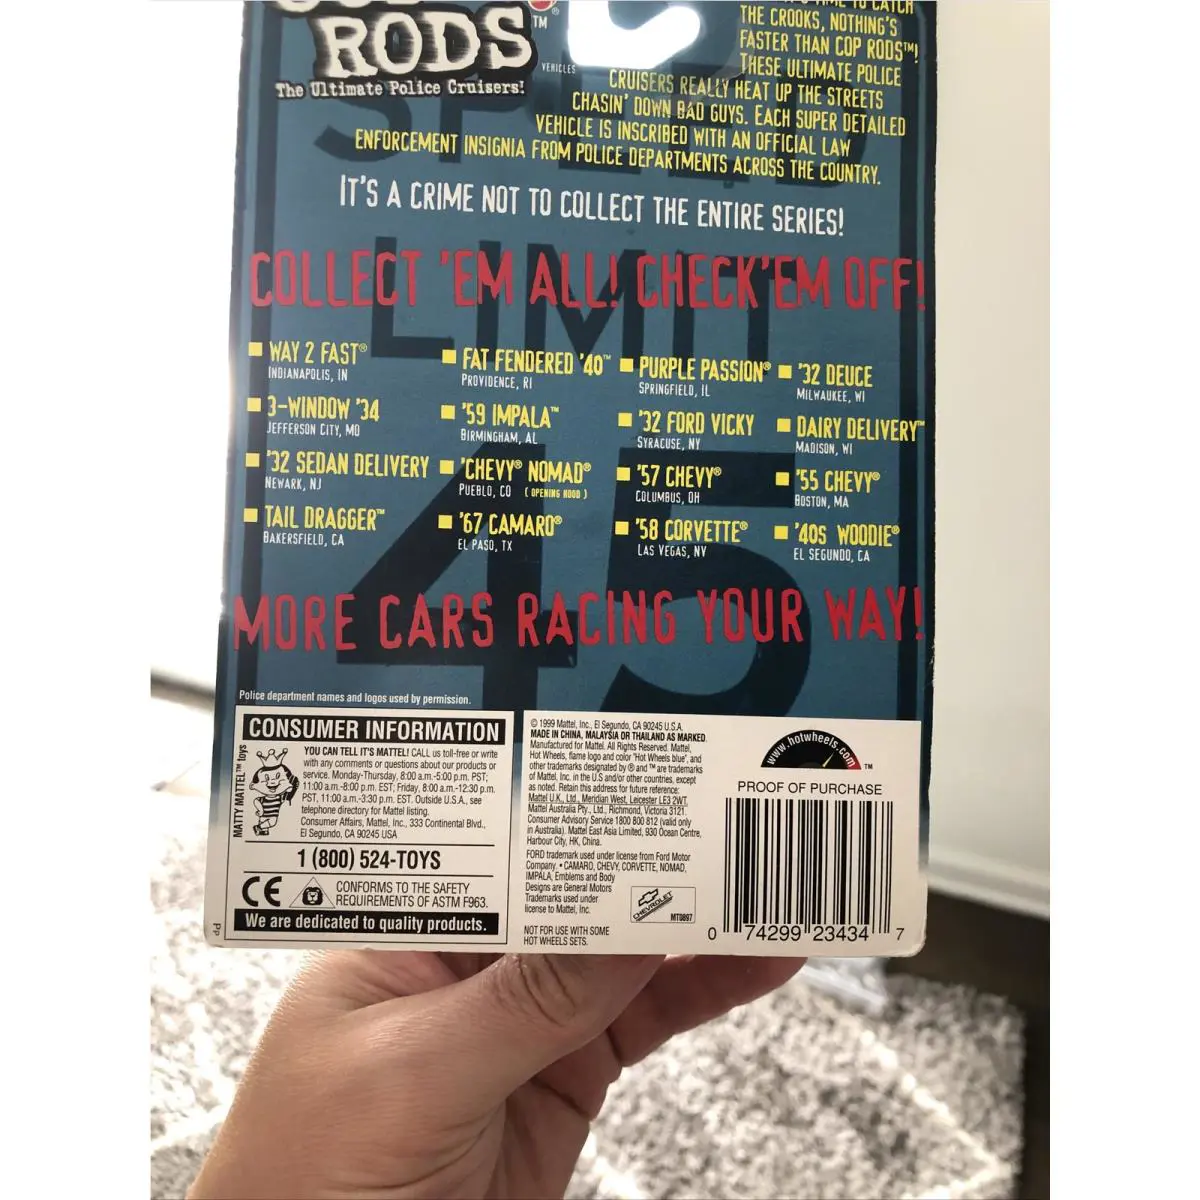 RODS™
VEHICLES
The Ultimate Police Cruisers!
TO CATCH
THE CROOKS, NOTHING'S
FASTER THAN COP RODS™!
THESE ULTIMATE POLICE
CRUISERS REALLY HEAT UP THE STREETS
CHASIN' DOWN BAD GUYS. EACH SUPER DETAILED
VEHICLE IS INSCRIBED WITH AN OFFICIAL LAW
ENFORCEMENT INSIGNIA FROM POLICE DEPARTMENTS ACROSS THE COUNTRY.
SPEED
IT'S A CRIME NOT TO COLLECT THE ENTIRE SERIES!
COLLECT 'EM ALL! CHECK 'EM OFF!
LIMIT
45
WAY 2 FAST®
INDIANAPOLIS, IN
3-WINDOW '34
JEFFERSON CITY, MO
'32 SEDAN DELIVERY
NEWARK, NJ
TAIL DRAGGER™
BAKERSFIELD, CA
FAT FENDERED '40™
PROVIDENCE, RI
'59 IMPALA™
BIRMINGHAM, AL
'CHEVY® NOMAD®
PUEBLO, CO (OPENING HOOD)
'67 CAMARO®
EL PASO, TX
PURPLE PASSION®
SPRINGFIELD, IL
'32 FORD VICKY
SYRACUSE, NY
'57 CHEVY®
COLUMBUS, OH
'58 CORVETTE®
LAS VEGAS, NV
'32 DEUCE
MILWAUKEE, WI
DAIRY DELIVERY™
MADISON, WI
'55 CHEVY®
BOSTON, MA
'40S WOODIE®
EL SEGUNDO, CA
MORE CARS RACING YOUR WAY!
Police department names and logos used by permission.
CONSUMER INFORMATION
MATTY MATTEL™ toys
YOU CAN TELL IT'S MATTEL! CALL us toll-free or write
with any comments or questions about our products or
service. Monday-Thursday, 8:00 a.m.-5:00 p.m. PST;
11:00 a.m.-8:00 p.m. EST; Friday, 8:00 a.m.-12:30 p.m.
PST, 11:00 a.m.-3:30 p.m. EST. Outside U.S.A., see
telephone directory for Mattel listing.
Consumer Affairs, Mattel, Inc., 333 Continental Blvd.,
El Segundo, CA 90245 USA
1 (800) 524-TOYS
CE
CONFORMS TO THE SAFETY
REQUIREMENTS OF ASTM F963.
We are dedicated to quality products.
PP
© 1999 Mattel, Inc., El Segundo, CA 90245 U.S.A.
MADE IN CHINA, MALAYSIA OR THAILAND AS MARKED.
Manufactured for Mattel. All Rights Reserved. Mattel,
Hot Wheels, flame logo and color "Hot Wheels blue", and
other trademarks designated by ® and ™ are trademarks
of Mattel, Inc. in the U.S and/or other countries, except
as noted. Retain this address for future reference:
Mattel U.K., Ltd., Meridian West, Leicester LE3 2WT.
Mattel Australia Pty., Ltd., Richmond, Victoria 3121.
Consumer Advisory Service 1800 800 812 (valid only
in Australia). Mattel East Asia Limited, 930 Ocean Centre,
Harbour City, HK, China.
FORD trademark used under license from Ford Motor
Company. • CAMARO, CHEVY, CORVETTE, NOMAD,
IMPALA, Emblems and Body
Designs are General Motors
Trademarks used under
license to Mattel, Inc.
CHEVROLET
MT0897
NOT FOR USE WITH SOME
HOT WHEELS SETS.
www.hotwheels.com™
PROOF OF PURCHASE
0 74299 23434 7